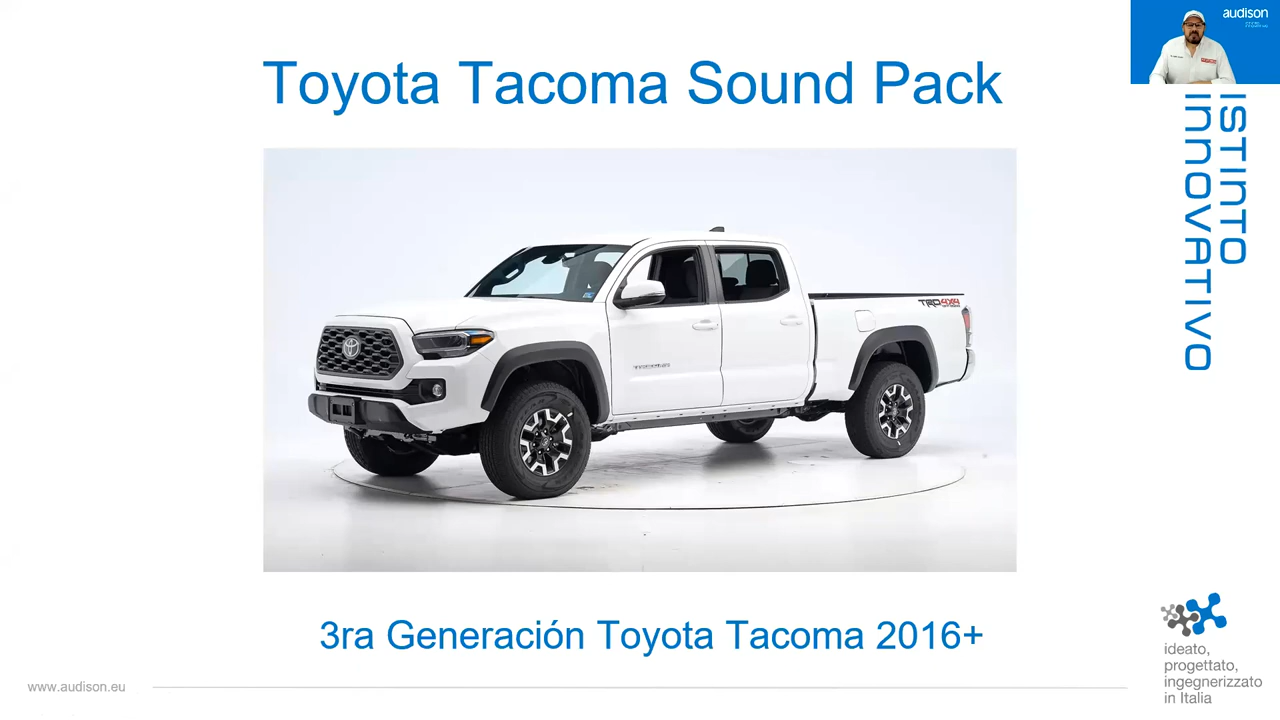 audison
Toyota Tacoma Sound Pack
ISTINTO
INNOVATIVO
TRD 4X4
TACOMA
3ra Generación Toyota Tacoma 2016+
ideato,
progettato,
ingegnerizzato
in Italia
www.audison.eu